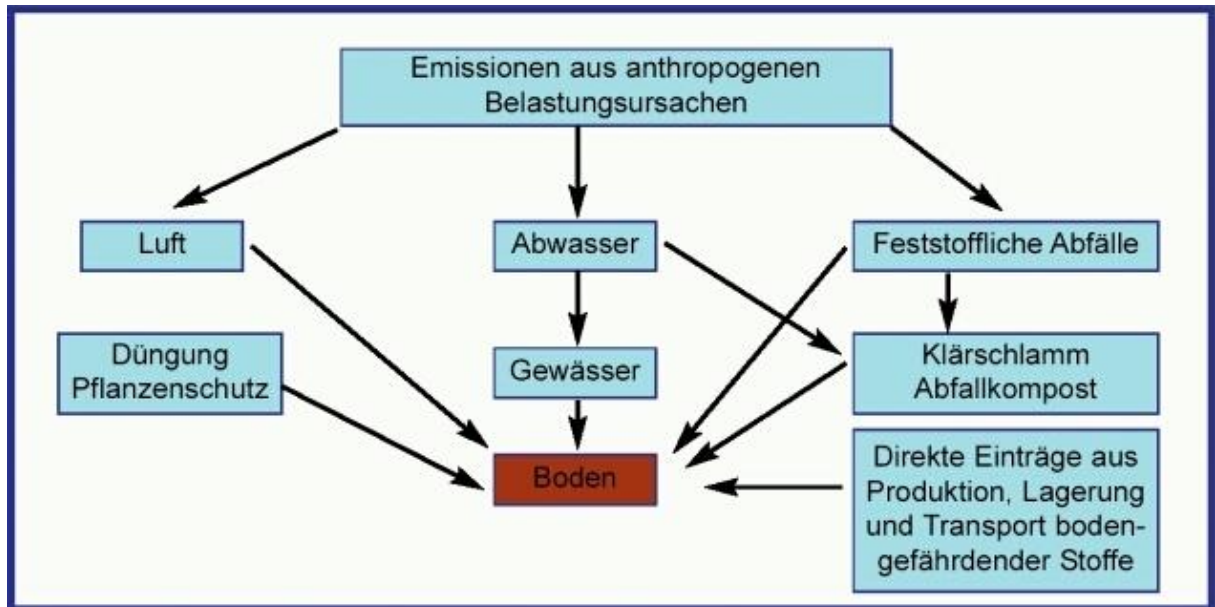 Emissionen aus anthropogenen
Belastungsursachen
Luft
Abwasser
Feststoffliche Abfälle
Düngung
Pflanzenschutz
Gewässer
Klärschlamm
Abfallkompost
Boden
Direkte Einträge aus
Produktion, Lagerung
und Transport boden-
gefährdender Stoffe